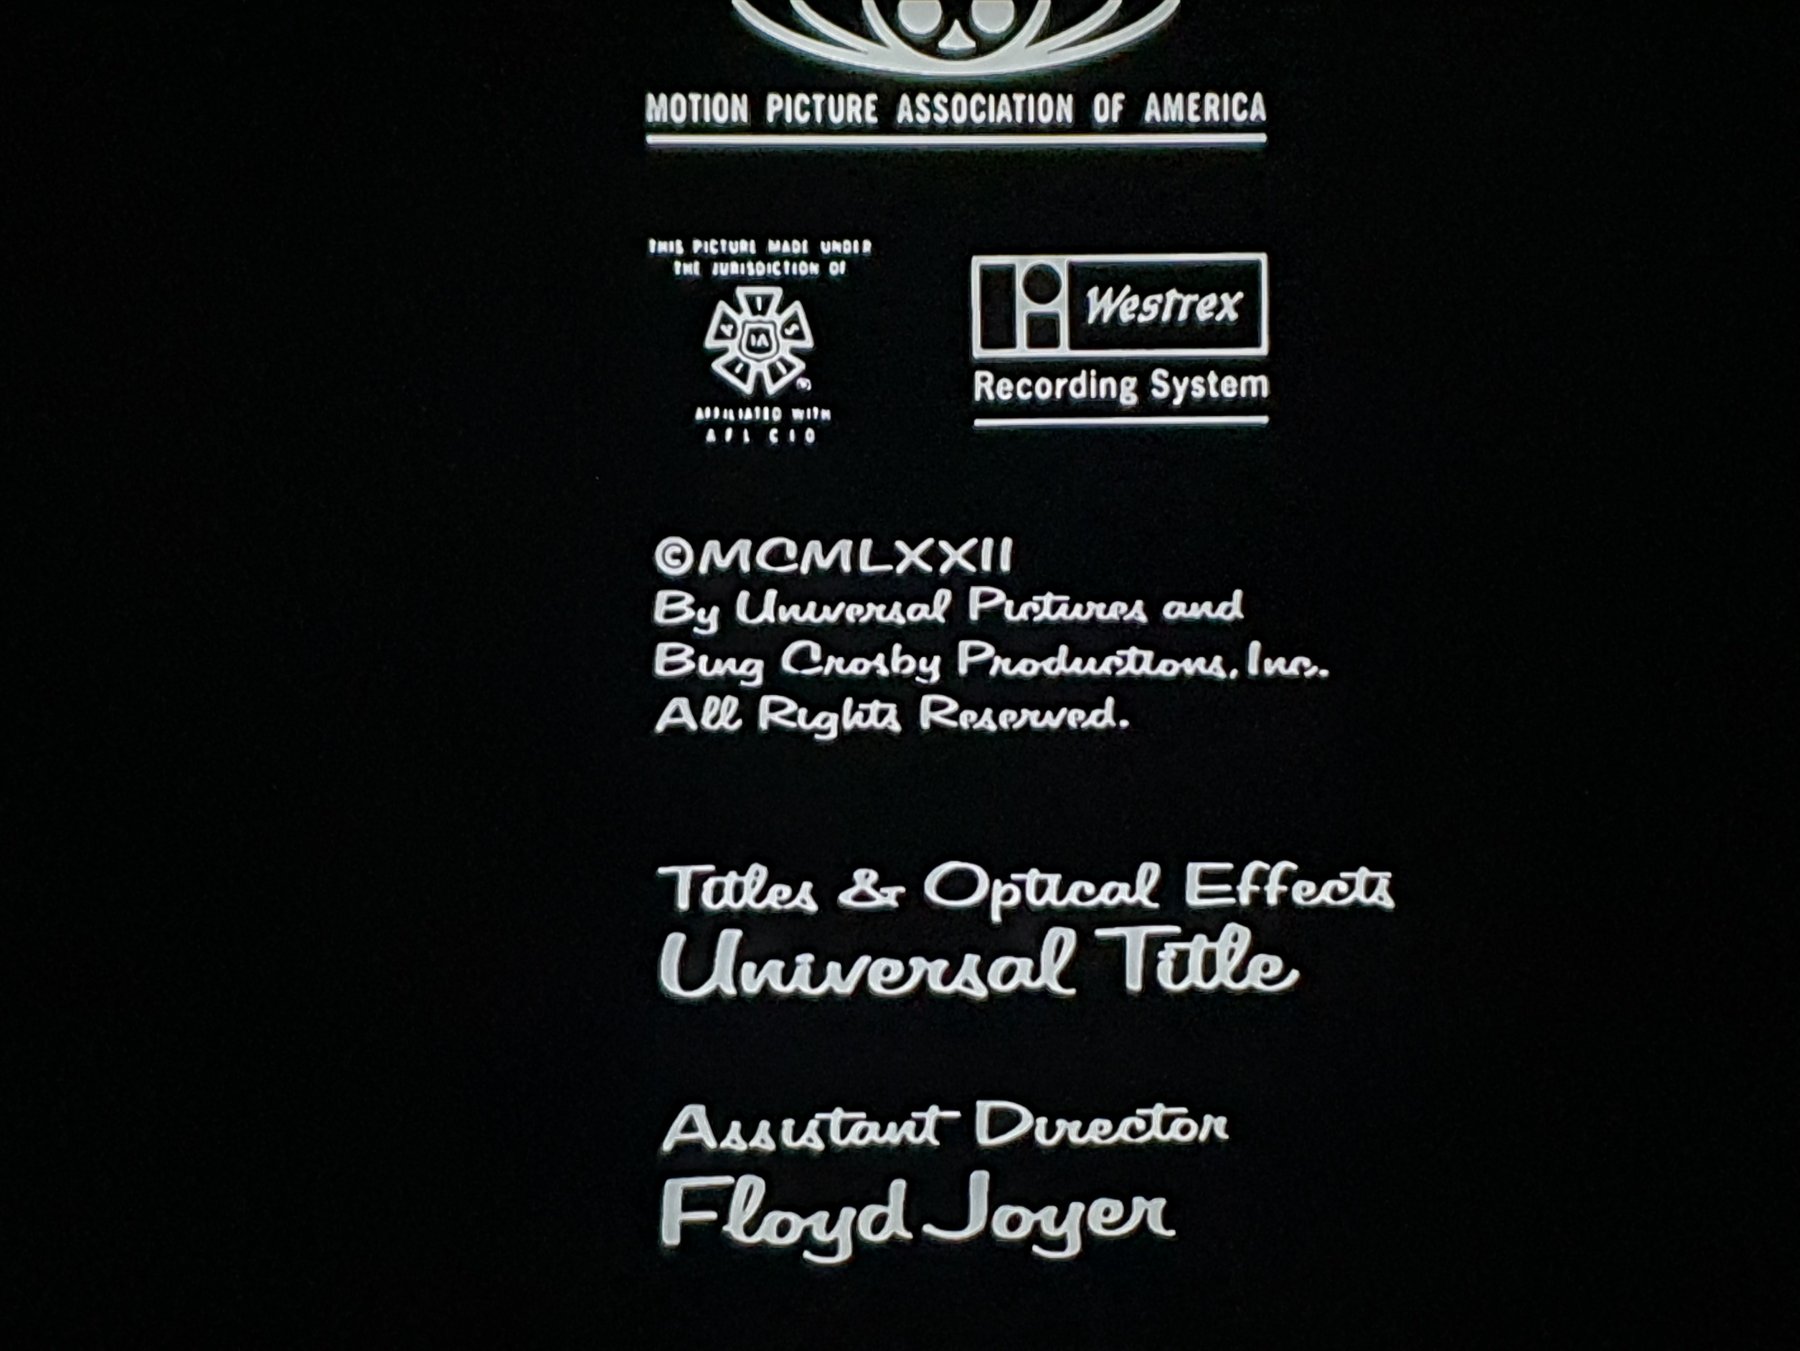 MOTION PICTURE ASSOCIATION OF AMERICA
THIS PICTURE MADE UNDER
THE JURISDICTION OF
IA
AFFILIATED WITH
AFL CIO
Westrex
Recording System
©MCMLXXII
By Universal Pictures and
Bing Crosby Productions, Inc.
All Rights Reserved.
Titles & Optical Effects
Universal Title
Assistant Director
Floyd Joyer